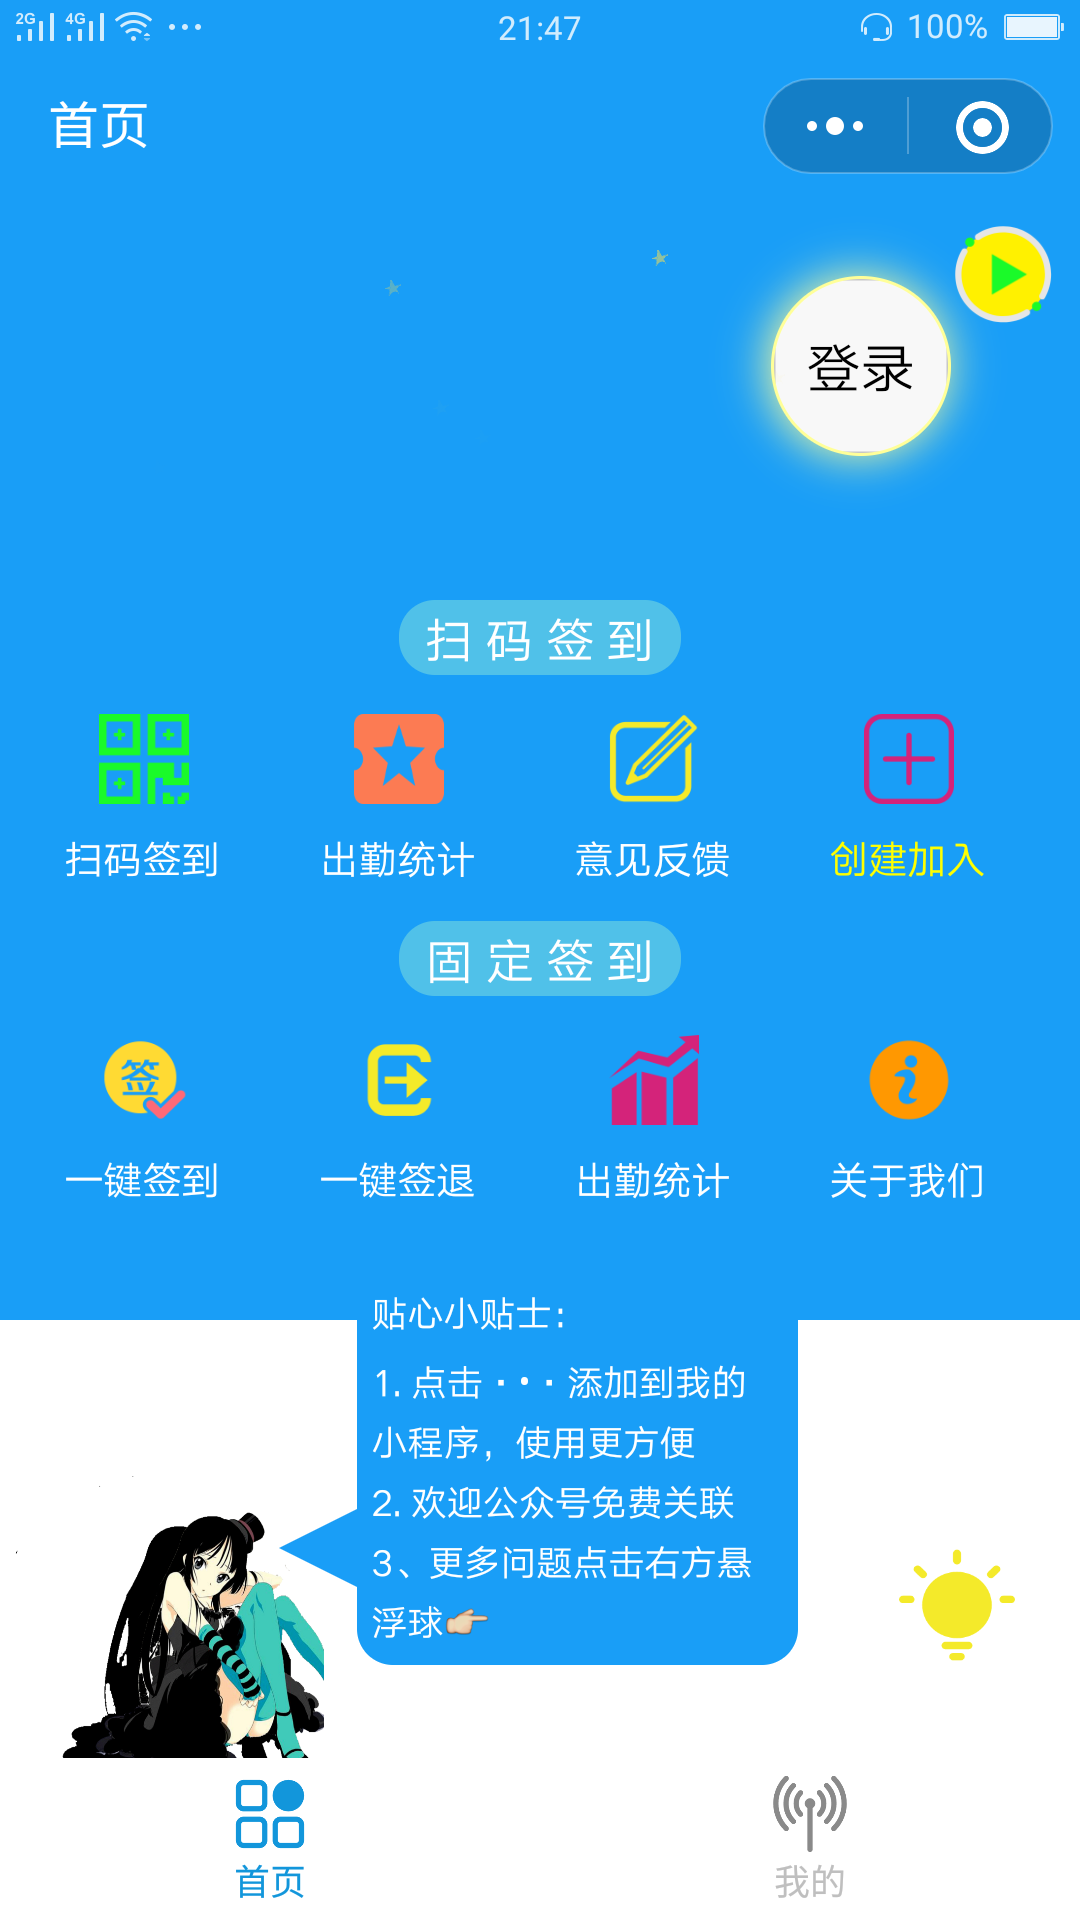 2G 4G 21:47 100%
首页
登录
扫码签到
扫码签到 出勤统计 意见反馈 创建加入
固定签到
签
一键签到 一键签退 出勤统计 关于我们
贴心小贴士：
1. 点击···添加到我的
小程序，使用更方便
2. 欢迎公众号免费关联
3、更多问题点击右方悬
浮球👉
首页 我的